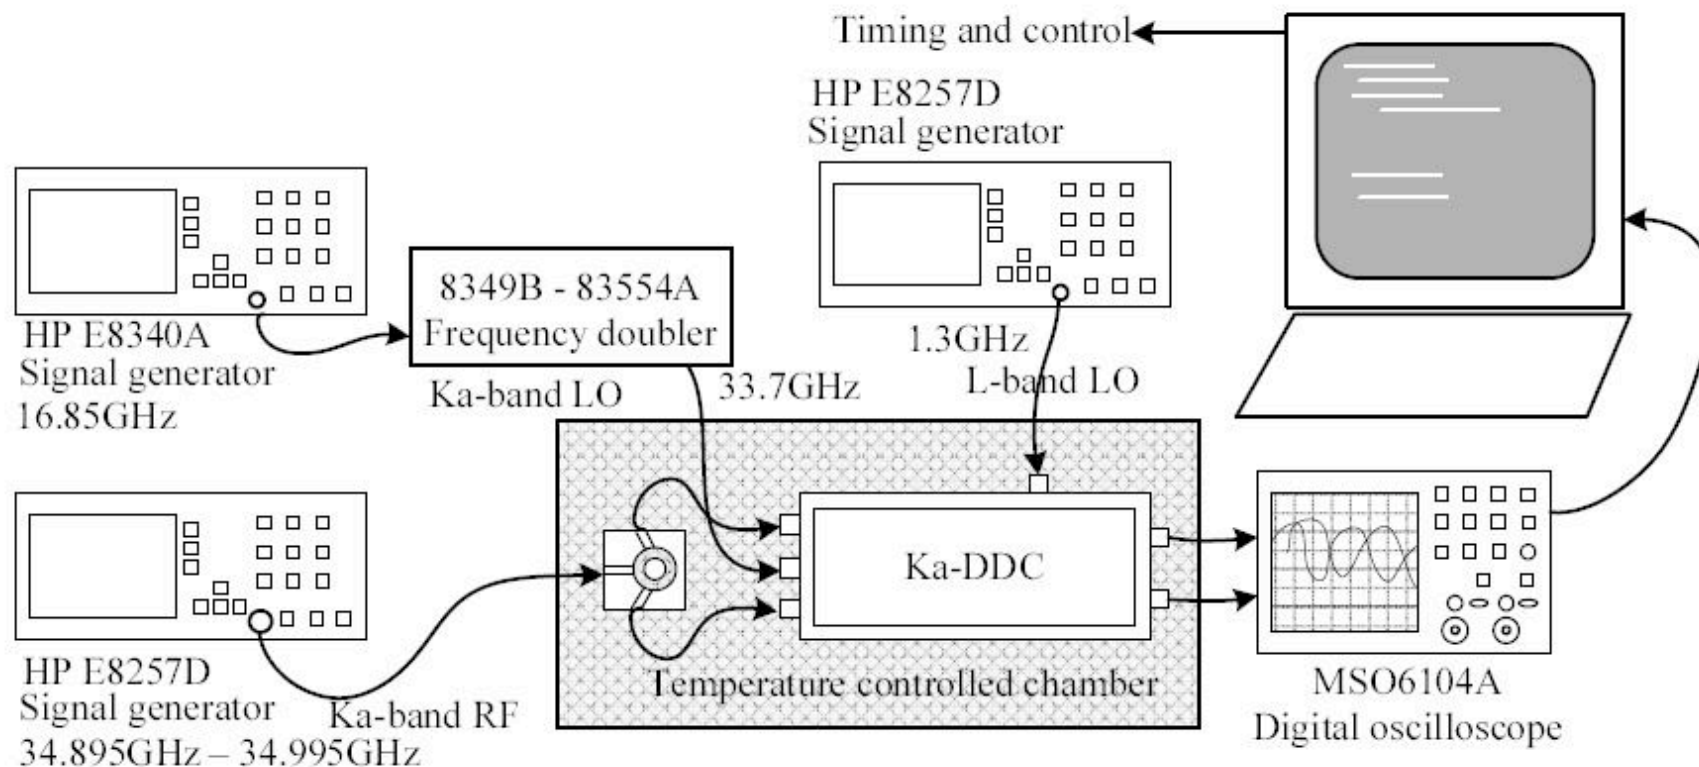 Timing and control
HP E8257D
Signal generator
HP E8340A
Signal generator
16.85GHz
8349B - 83554A
Frequency doubler
Ka-band LO
33.7GHz
1.3GHz
L-band LO
Ka-DDC
Temperature controlled chamber
HP E8257D
Signal generator
34.895GHz – 34.995GHz
Ka-band RF
MSO6104A
Digital oscilloscope